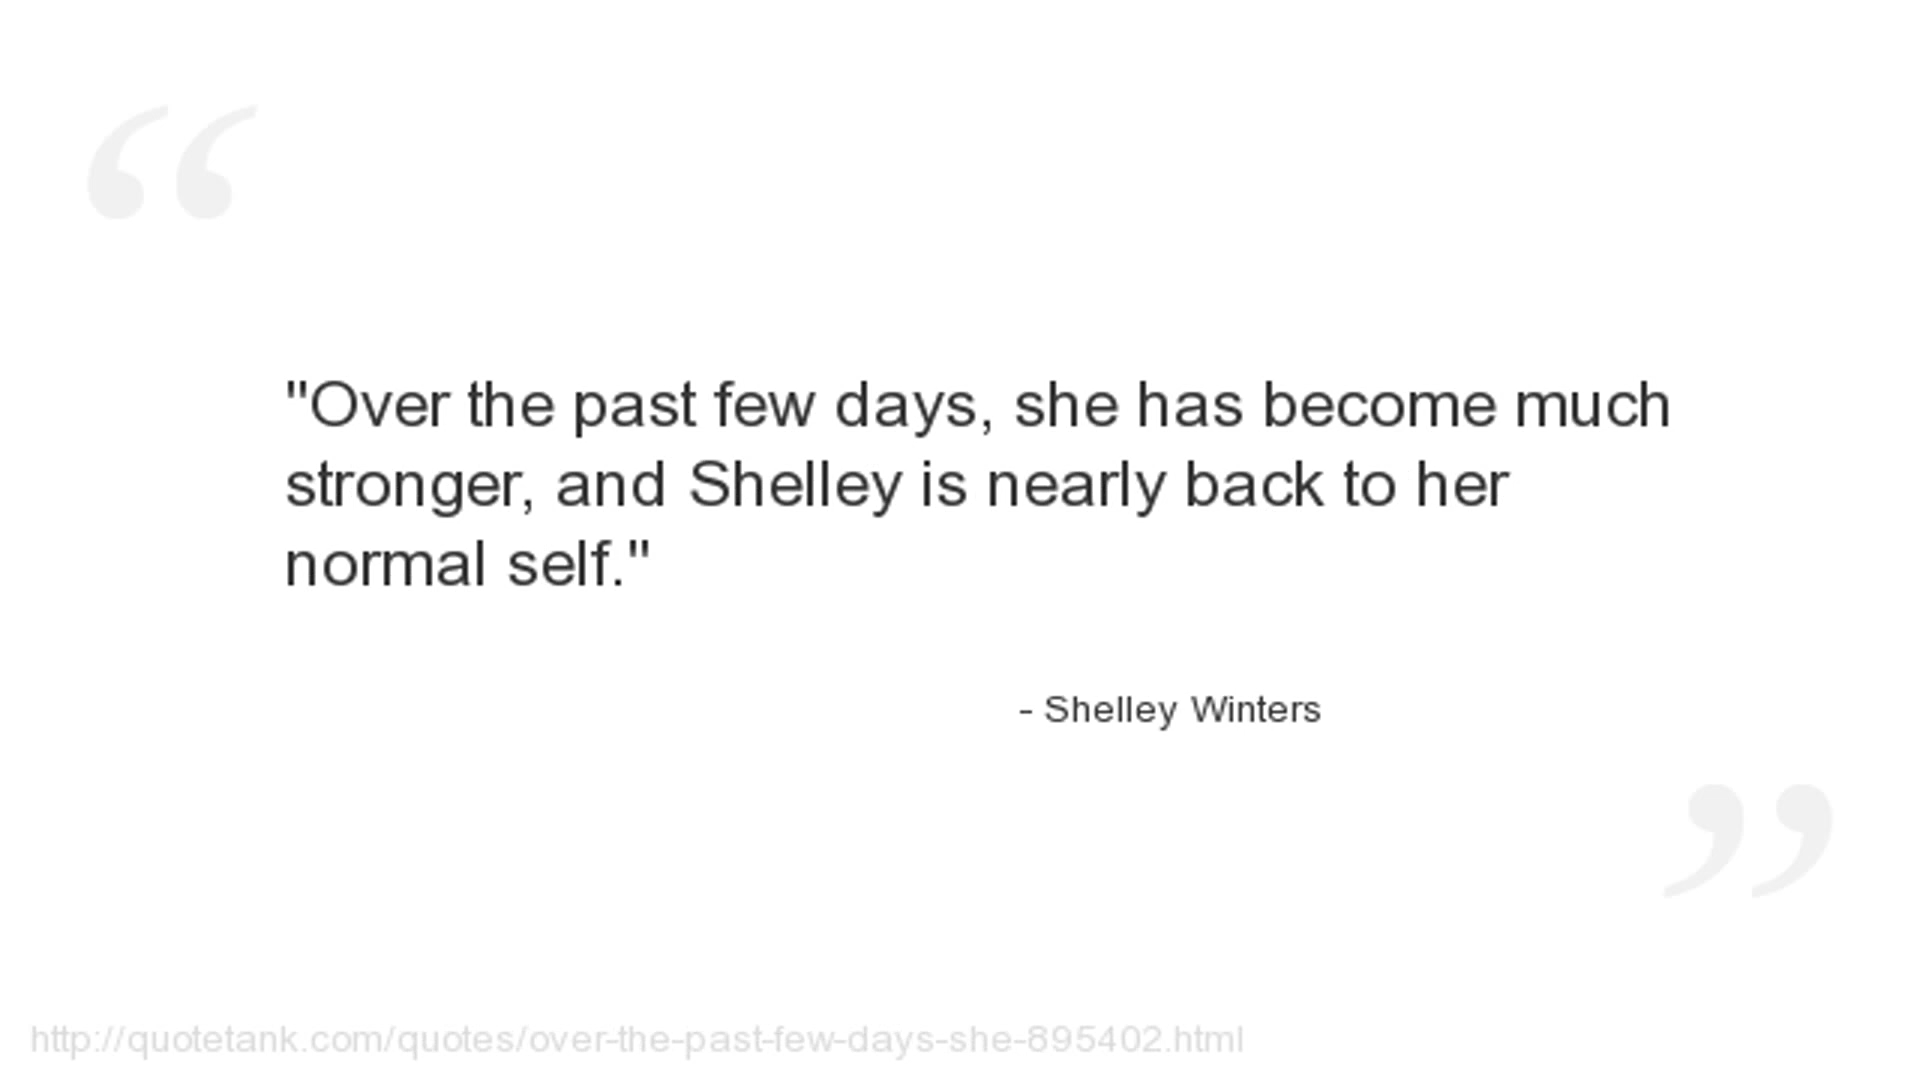 "Over the past few days, she has become much
stronger, and Shelley is nearly back to her
normal self."
- Shelley Winters
http://quotetank.com/quotes/over-the-past-few-days-she-895402.html